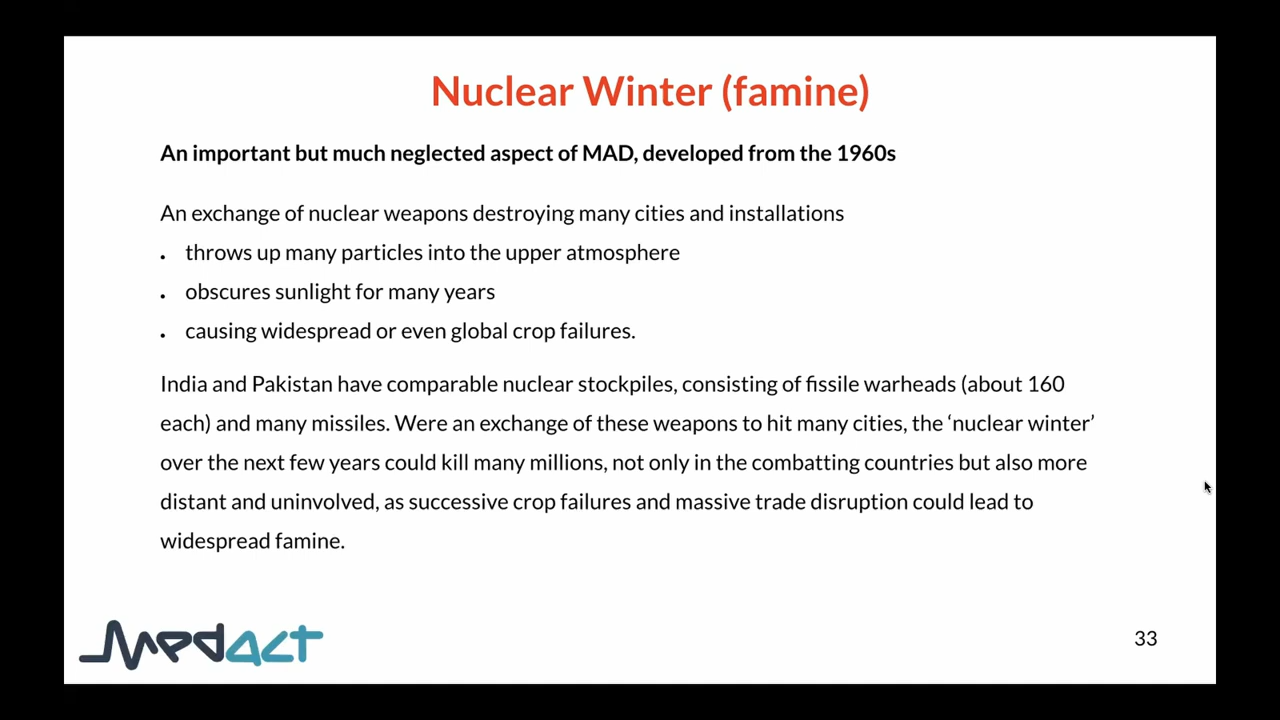 Nuclear Winter (famine)
An important but much neglected aspect of MAD, developed from the 1960s
An exchange of nuclear weapons destroying many cities and installations
• throws up many particles into the upper atmosphere
• obscures sunlight for many years
• causing widespread or even global crop failures.
India and Pakistan have comparable nuclear stockpiles, consisting of fissile warheads (about 160
each) and many missiles. Were an exchange of these weapons to hit many cities, the ‘nuclear winter’
over the next few years could kill many millions, not only in the combatting countries but also more
distant and uninvolved, as successive crop failures and massive trade disruption could lead to
widespread famine.
Medact
33